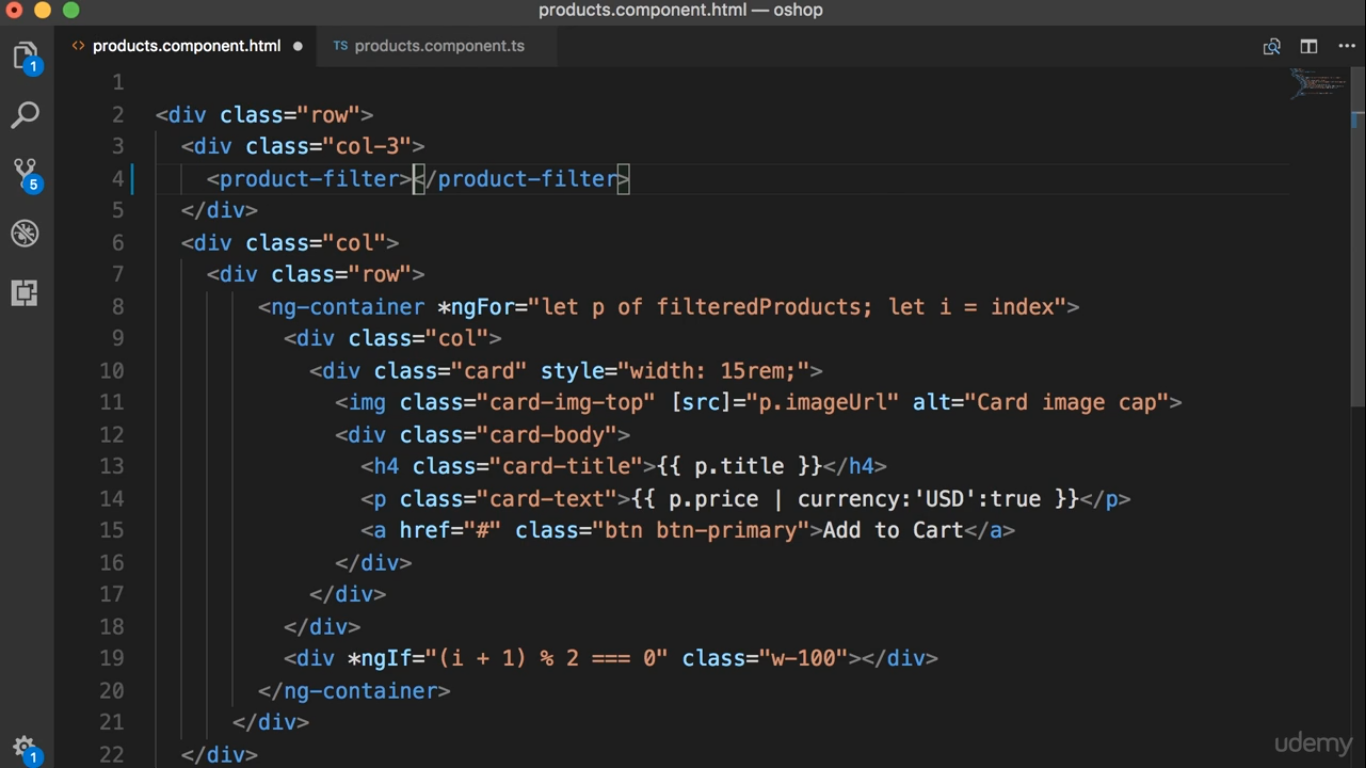 products.component.html — oshop
products.component.html
TS products.component.ts
1
5
1
1
2 <div class="row">
3 <div class="col-3">
4 <product-filter></product-filter>
5 </div>
6 <div class="col">
7 <div class="row">
8 <ng-container *ngFor="let p of filteredProducts; let i = index">
9 <div class="col">
10 <div class="card" style="width: 15rem;">
11 <img class="card-img-top" [src]="p.imageUrl" alt="Card image cap">
12 <div class="card-body">
13 <h4 class="card-title">{{ p.title }}</h4>
14 <p class="card-text">{{ p.price | currency:'USD':true }}</p>
15 <a href="#" class="btn btn-primary">Add to Cart</a>
16 </div>
17 </div>
18 </div>
19 <div *ngIf="(i + 1) % 2 === 0" class="w-100"></div>
20 </ng-container>
21 </div>
22 </div>
udemy